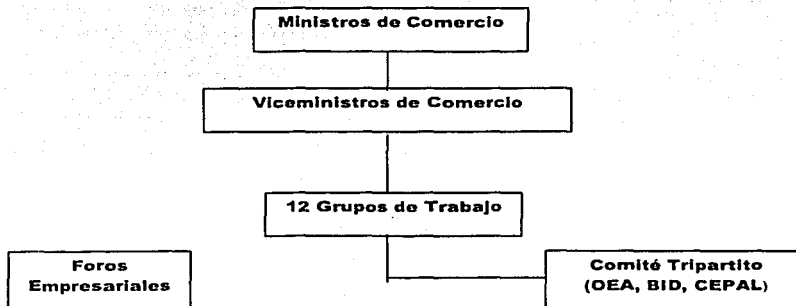 Ministros de Comercio
Viceministros de Comercio
12 Grupos de Trabajo
Foros
Empresariales
Comité Tripartito
(OEA, BID, CEPAL)